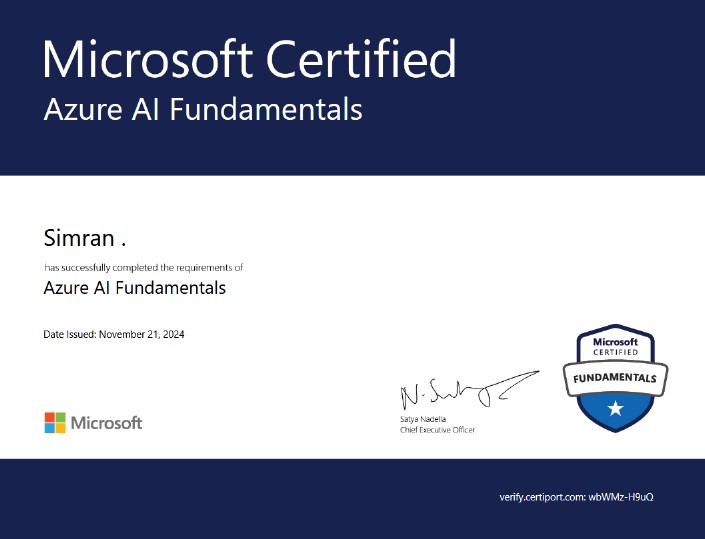 Microsoft Certified
Azure AI Fundamentals
Simran .
has successfully completed the requirements of
Azure AI Fundamentals
Date Issued: November 21, 2024
Microsoft
CERTIFIED
FUNDAMENTALS
N. Satya
Satya Nadella
Chief Executive Officer
Microsoft
verify.certiport.com: wbWMz-H9uQ